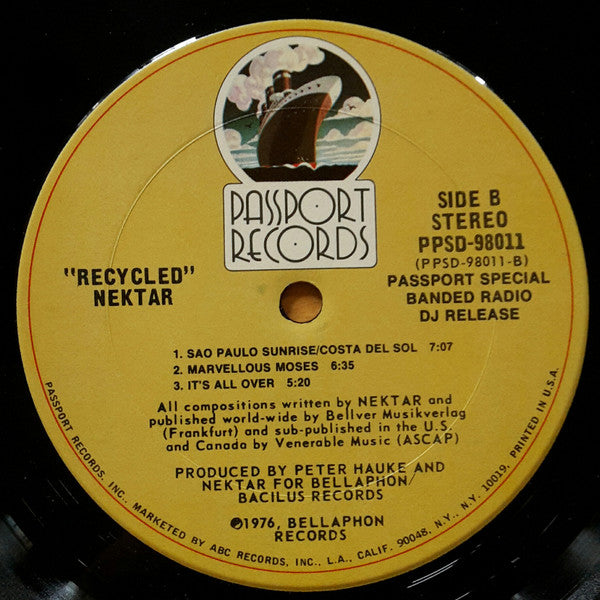 PASSPORT
RECORDS
"RECYCLED"
NEKTAR
SIDE B
STEREO
PPSD-98011
(PPSD-98011-B)
PASSPORT SPECIAL
BANDED RADIO
DJ RELEASE
1. SAO PAULO SUNRISE/COSTA DEL SOL 7:07
2. MARVELLOUS MOSES 6:35
3. IT'S ALL OVER 5:20
All compositions written by NEKTAR and
published world-wide by Bellver Musikverlag
(Frankfurt) and sub-published in the U.S.
and Canada by Venerable Music (ASCAP)
PRODUCED BY PETER HAUKE AND
NEKTAR FOR BELLAPHON/
BACILUS RECORDS
℗1976, BELLAPHON
RECORDS
PASSPORT RECORDS, INC., MARKETED BY ABC RECORDS, INC., L.A., CALIF. 90048, N.Y., N.Y. 10019. PRINTED IN U.S.A.